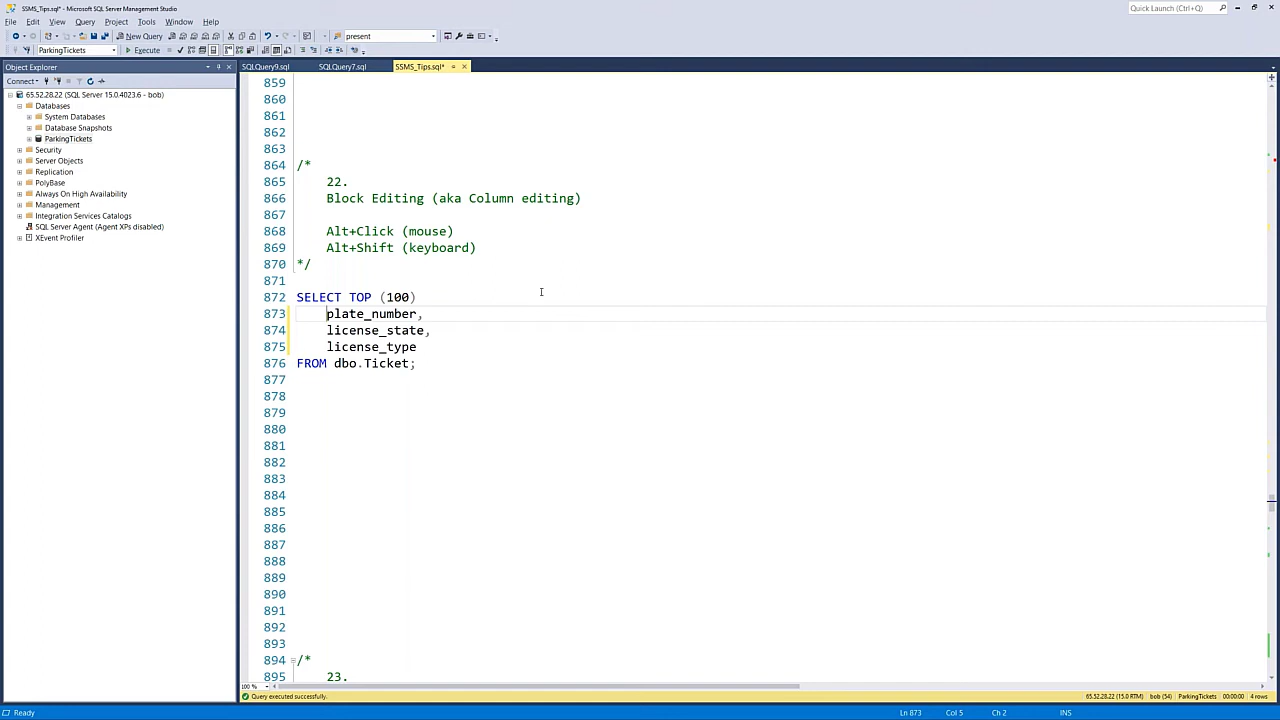 SSMS_Tips.sql* - Microsoft SQL Server Management Studio
Quick Launch (Ctrl+Q)
File Edit View Query Project Tools Window Help
New Query present
ParkingTickets Execute
Object Explorer
SQLQuery9.sql SQLQuery7.sql SSMS_Tips.sql*
Connect
65.52.28.22 (SQL Server 15.0.4023.6 - bob)
Databases
System Databases
Database Snapshots
ParkingTickets
Security
Server Objects
Replication
PolyBase
Always On High Availability
Management
Integration Services Catalogs
SQL Server Agent (Agent XPs disabled)
XEvent Profiler
859
860
861
862
863
864 /*
865 22.
866 Block Editing (aka Column editing)
867
868 Alt+Click (mouse)
869 Alt+Shift (keyboard)
870 */
871
872 SELECT TOP (100)
873 plate_number,
874 license_state,
875 license_type
876 FROM dbo.Ticket;
877
878
879
880
881
882
883
884
885
886
887
888
889
890
891
892
893
894 /*
895 23.
100 %
Query executed successfully. 65.52.28.22 (15.0 RTM) bob (54) ParkingTickets 00:00:00 4 rows
Ready Ln 873 Col 5 Ch 2 INS